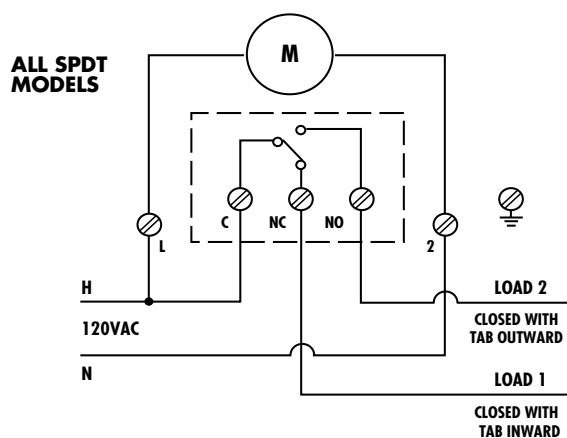 ALL SPDT
MODELS
M
C
NC
NO
L
2
H
120VAC
N
LOAD 2
CLOSED WITH
TAB OUTWARD
LOAD 1
CLOSED WITH
TAB INWARD